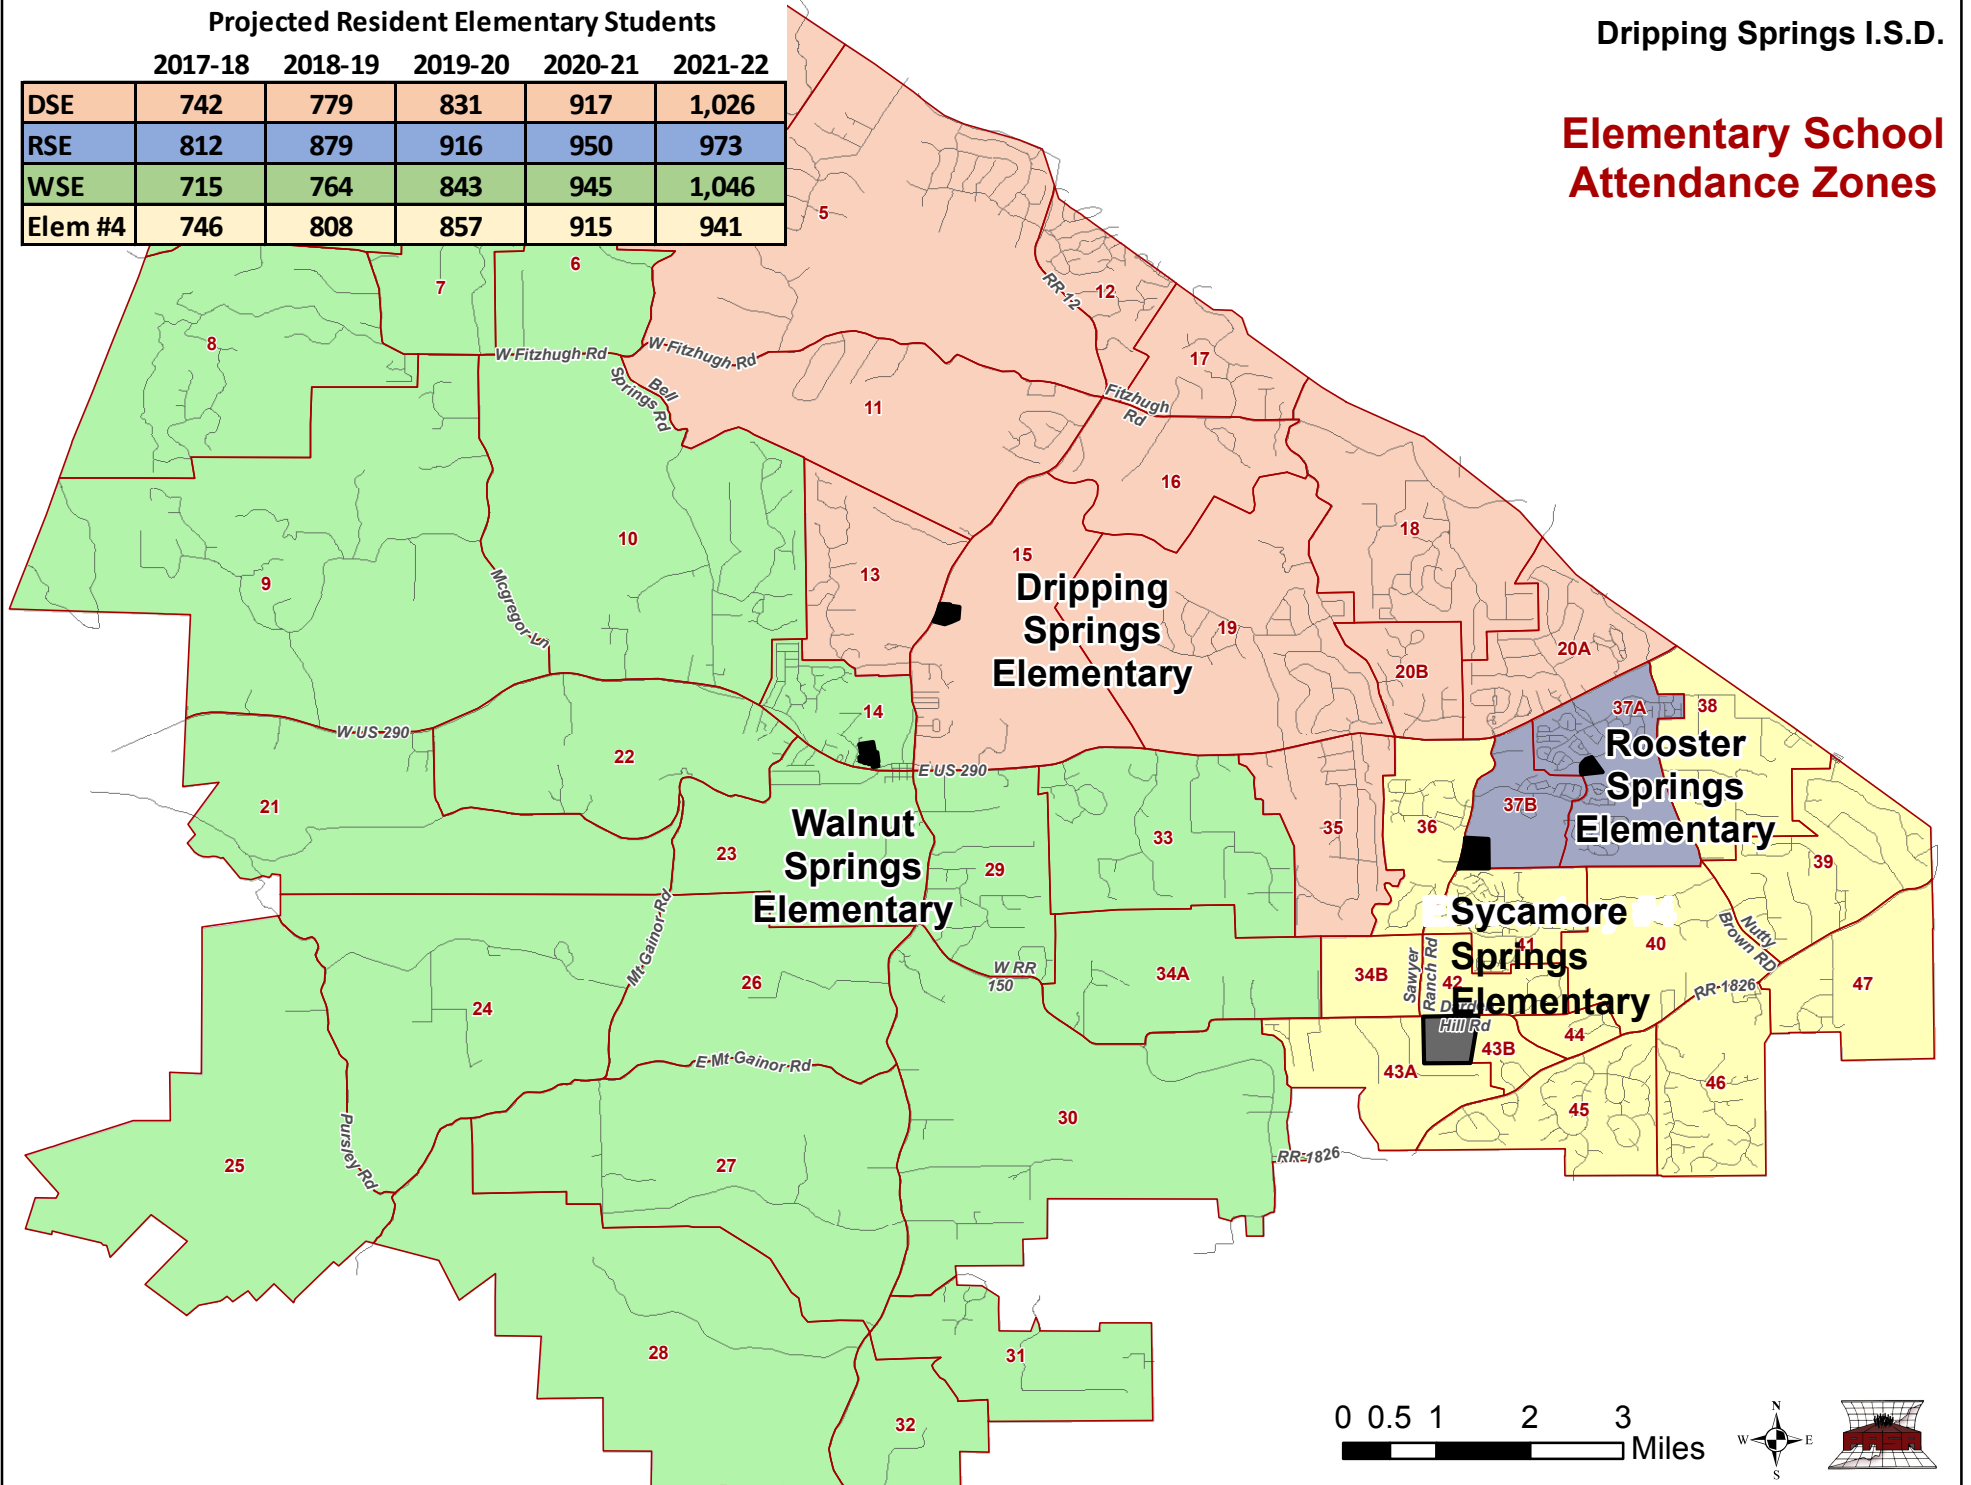 Projected Resident Elementary Students
2017-18 2018-19 2019-20 2020-21 2021-22
DSE 742 779 831 917 1,026
RSE 812 879 916 950 973
WSE 715 764 843 945 1,046
Elem #4 746 808 857 915 941
Dripping Springs I.S.D.
Elementary School
Attendance Zones
5
6
7
8
RR-12
12
17
W Fitzhugh Rd
W Fitzhugh Rd
Bell
Springs Rd
11
Fitzhugh
Rd
16
18
10
9
13
15
Mcgregor Ln
Dripping
Springs
Elementary
19
20A
20B
14
37A
38
W US 290
22
E US 290
Rooster
Springs
Elementary
21
37B
Walnut
Springs
Elementary
23
29
33
35
36
39
Mt Gainor Rd
Sycamore
Springs
Elementary
41
40
Nutty
Brown RD
W RR
150
34A
34B
Sawyer
Ranch Rd
42
47
RR-1826
26
24
Hill Rd
44
43B
43A
E Mt Gainor Rd
46
45
30
Pursley Rd
25
27
RR-1826
28
31
32
0 0.5 1 2 3
Miles
N
W E
S